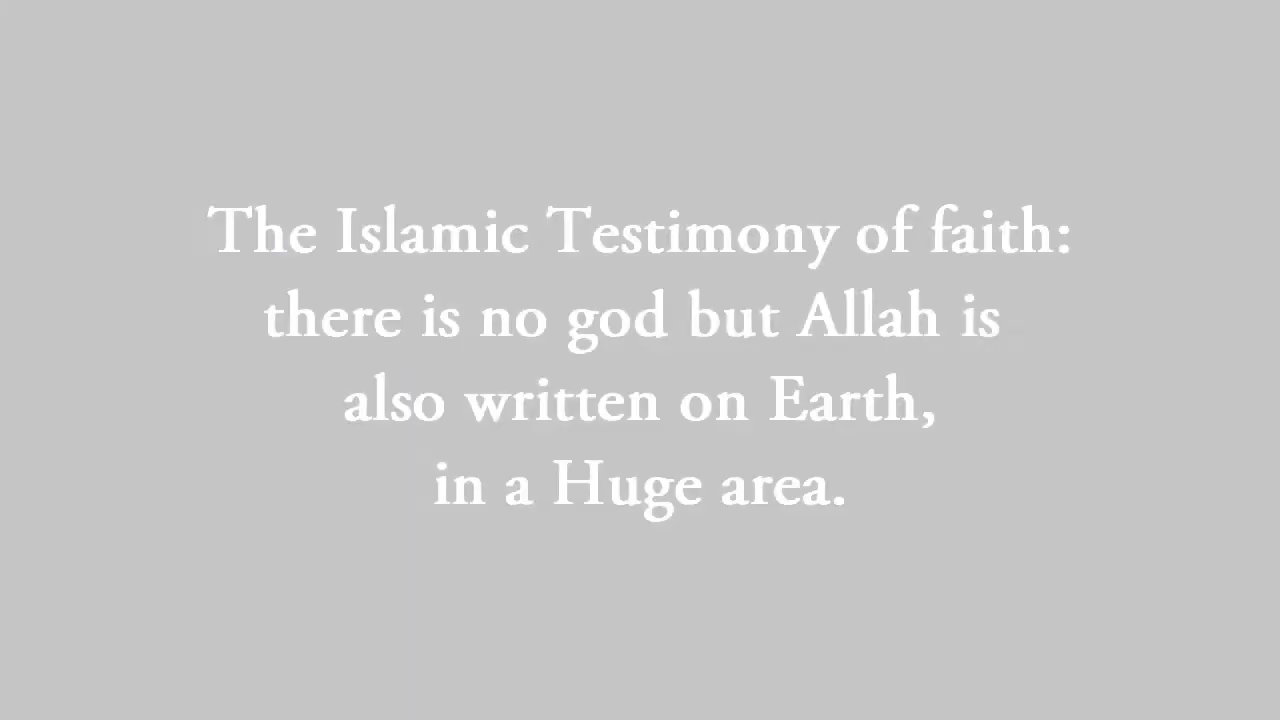 The Islamic Testimony of faith:
there is no god but Allah is
also written on Earth,
in a Huge area.